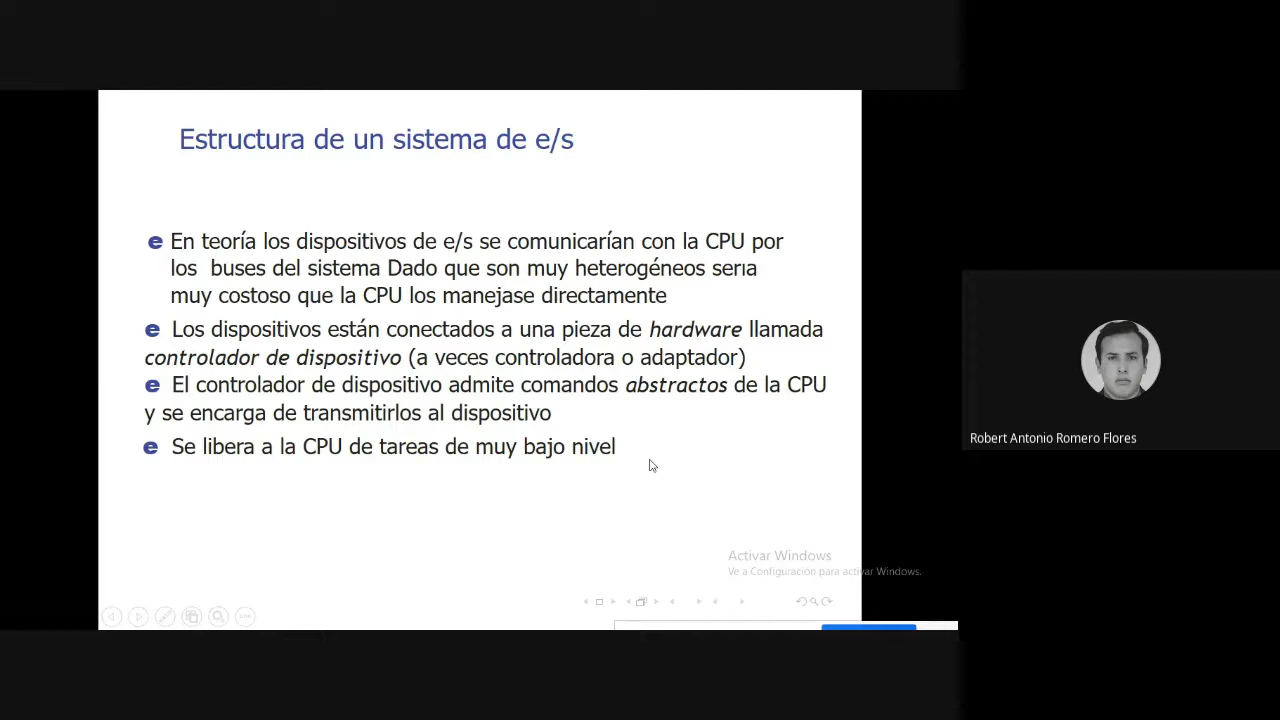 Estructura de un sistema de e/s
e En teoría los dispositivos de e/s se comunicarían con la CPU por
los buses del sistema Dado que son muy heterogéneos serıa
muy costoso que la CPU los manejase directamente
e Los dispositivos están conectados a una pieza de hardware llamada
controlador de dispositivo (a veces controladora o adaptador)
e El controlador de dispositivo admite comandos abstractos de la CPU
y se encarga de transmitirlos al dispositivo
e Se libera a la CPU de tareas de muy bajo nivel
Activar Windows
Ve a Configuración para activar Windows.
Robert Antonio Romero Flores